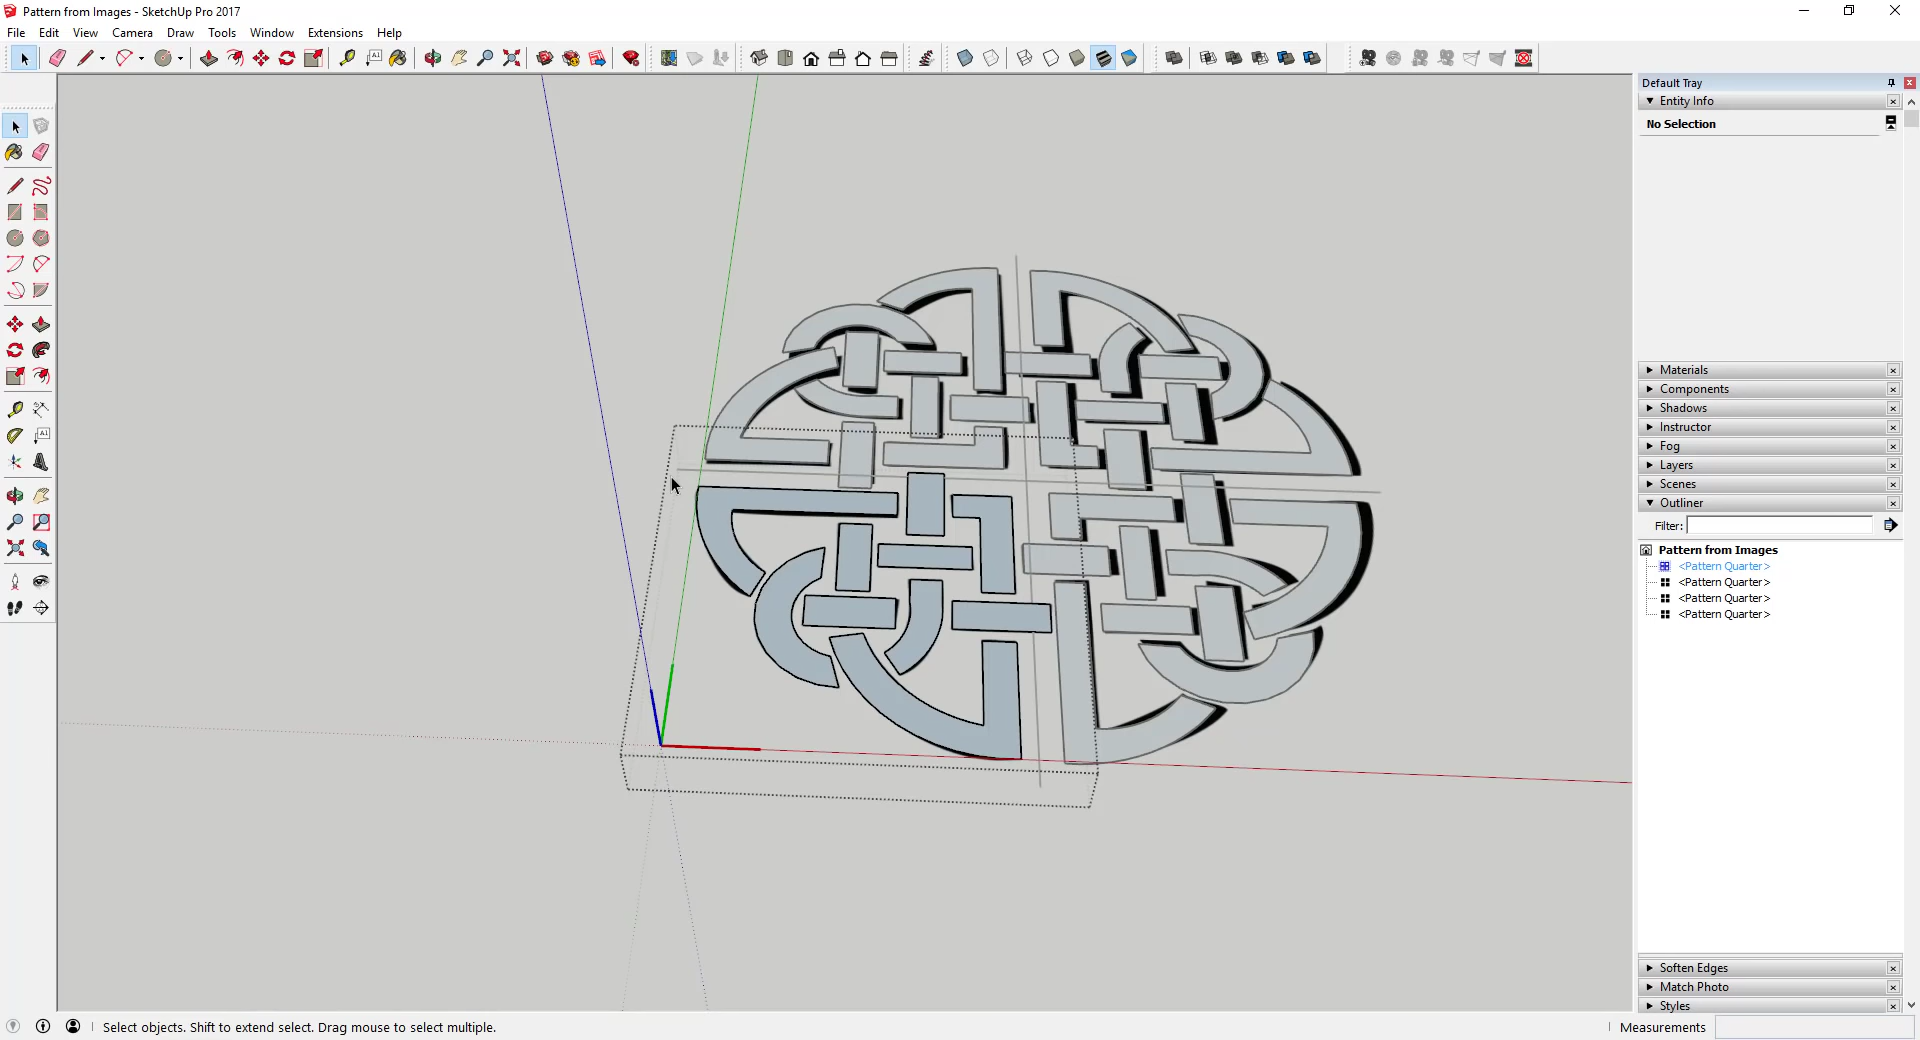 Pattern from Images - SketchUp Pro 2017
File Edit View Camera Draw Tools Window Extensions Help
Default Tray
Entity Info
No Selection
Materials
Components
Shadows
Instructor
Fog
Layers
Scenes
Outliner
Filter:
Pattern from Images
<Pattern Quarter>
<Pattern Quarter>
<Pattern Quarter>
<Pattern Quarter>
Soften Edges
Match Photo
Styles
Select objects. Shift to extend select. Drag mouse to select multiple.
Measurements